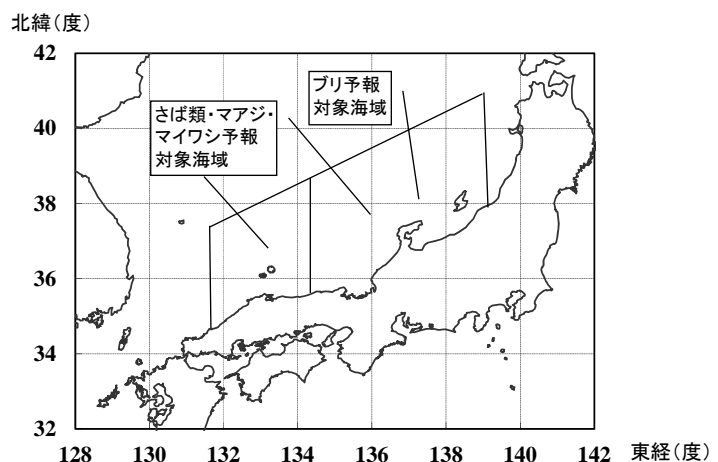 北緯(度)
42
ブリ予報
対象海域
さば類・マアジ・
マイワシ予報
対象海域
40
38
36
34
32
128 130 132 134 136 138 140 142 東経(度)